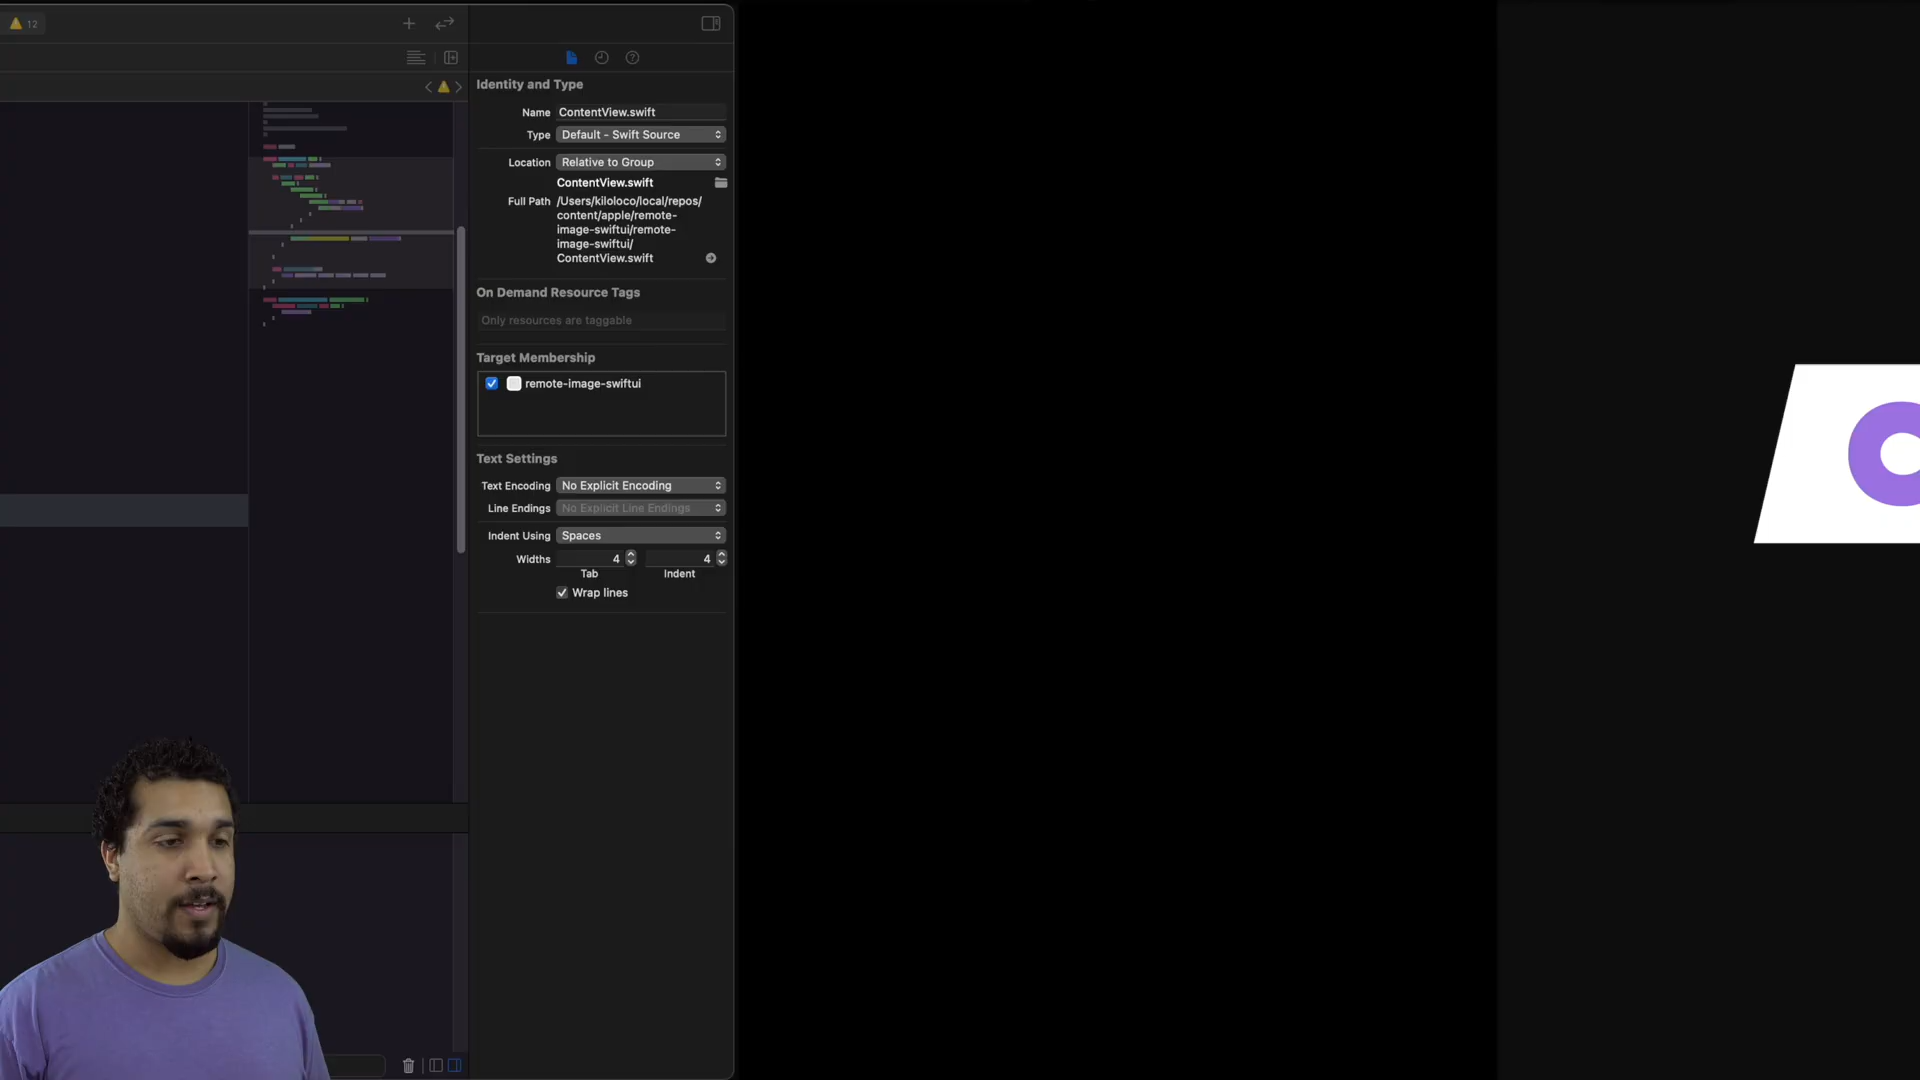 12
Identity and Type
Name ContentView.swift
Type Default - Swift Source
Location Relative to Group
ContentView.swift
Full Path /Users/kiloloco/local/repos/
content/apple/remote-
image-swiftui/remote-
image-swiftui/
ContentView.swift
On Demand Resource Tags
Only resources are taggable
Target Membership
remote-image-swiftui
Text Settings
Text Encoding No Explicit Encoding
Line Endings No Explicit Line Endings
Indent Using Spaces
Widths 4 4
Tab Indent
Wrap lines